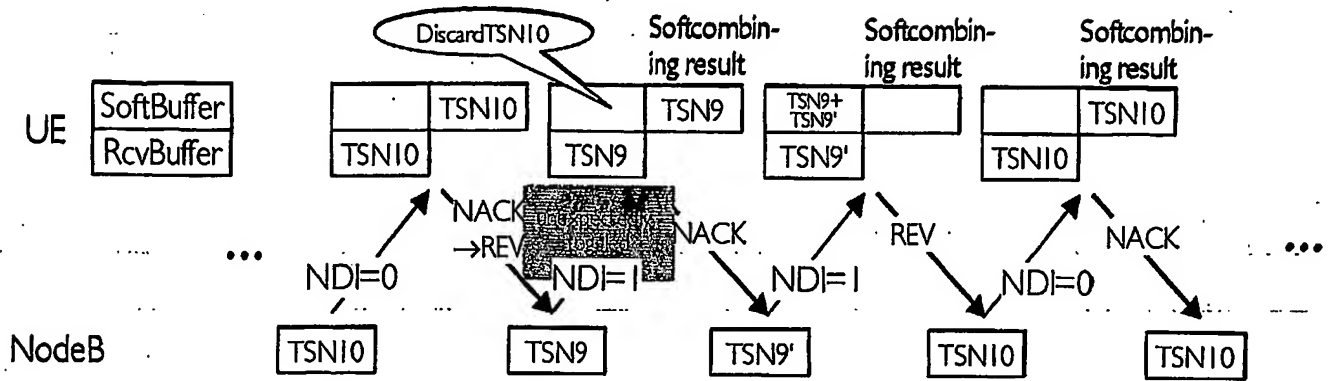 DiscardTSN10
Softcombin-
ing result
Softcombin-
ing result
Softcombin-
ing result
UE
SoftBuffer
RcvBuffer
TSN10
TSN10
TSN9
TSN9
TSN9+
TSN9'
TSN9'
TSN10
TSN10
NACK
→REV
NACK
REV
NACK
...
NDI=0
NDI=1
NDI=1
NDI=0
...
NodeB
TSN10
TSN9
TSN9'
TSN10
TSN10